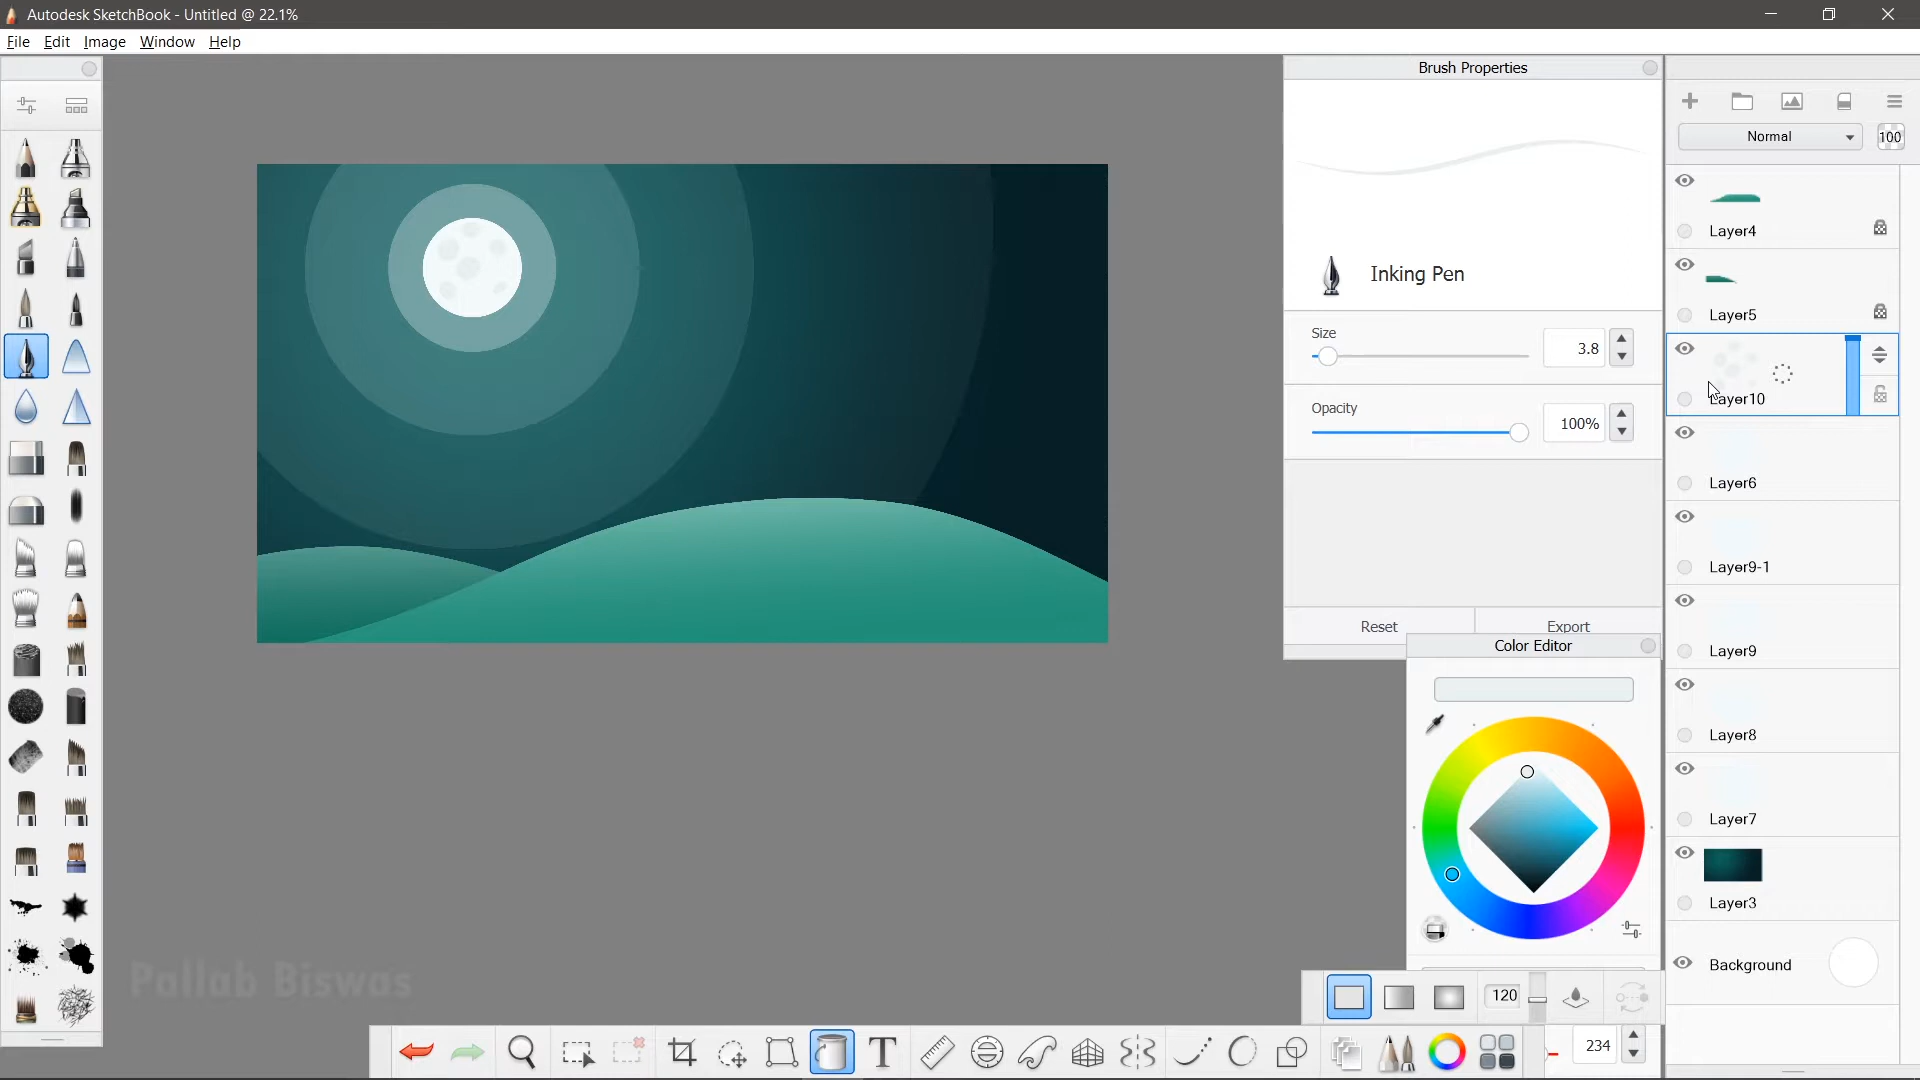 Autodesk SketchBook - Untitled @ 22.1%
File Edit Image Window Help
Brush Properties
Inking Pen
Size
3.8
Opacity
100%
Reset Export
Color Editor
120
234
Normal 100
Layer4
Layer5
Layer10
Layer6
Layer9-1
Layer9
Layer8
Layer7
Layer3
Background
T
Pallab Biswas